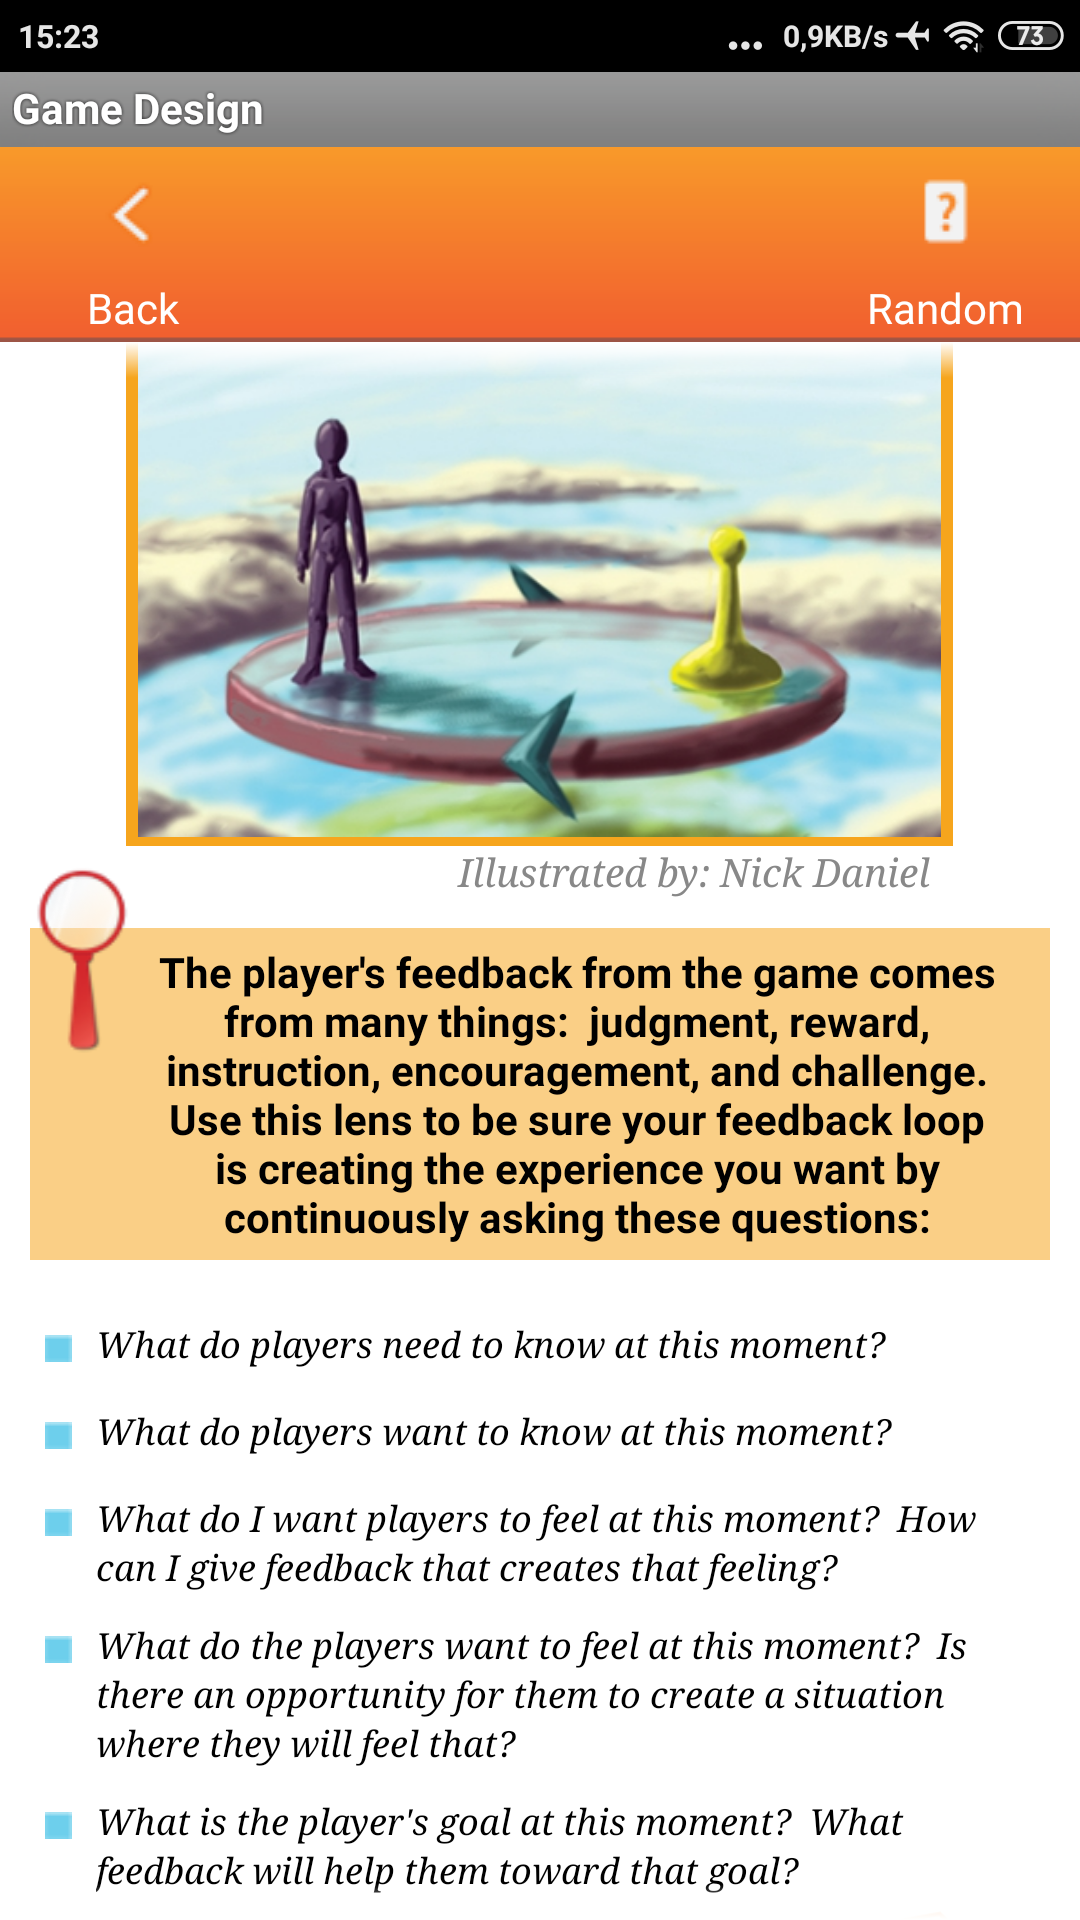 15:23
... 0,9KB/s 73
Game Design
?
Back Random
Illustrated by: Nick Daniel
The player's feedback from the game comes
from many things:  judgment, reward,
instruction, encouragement, and challenge.
Use this lens to be sure your feedback loop
is creating the experience you want by
continuously asking these questions:
What do players need to know at this moment?
What do players want to know at this moment?
What do I want players to feel at this moment?  How
can I give feedback that creates that feeling?
What do the players want to feel at this moment?  Is
there an opportunity for them to create a situation
where they will feel that?
What is the player's goal at this moment?  What
feedback will help them toward that goal?